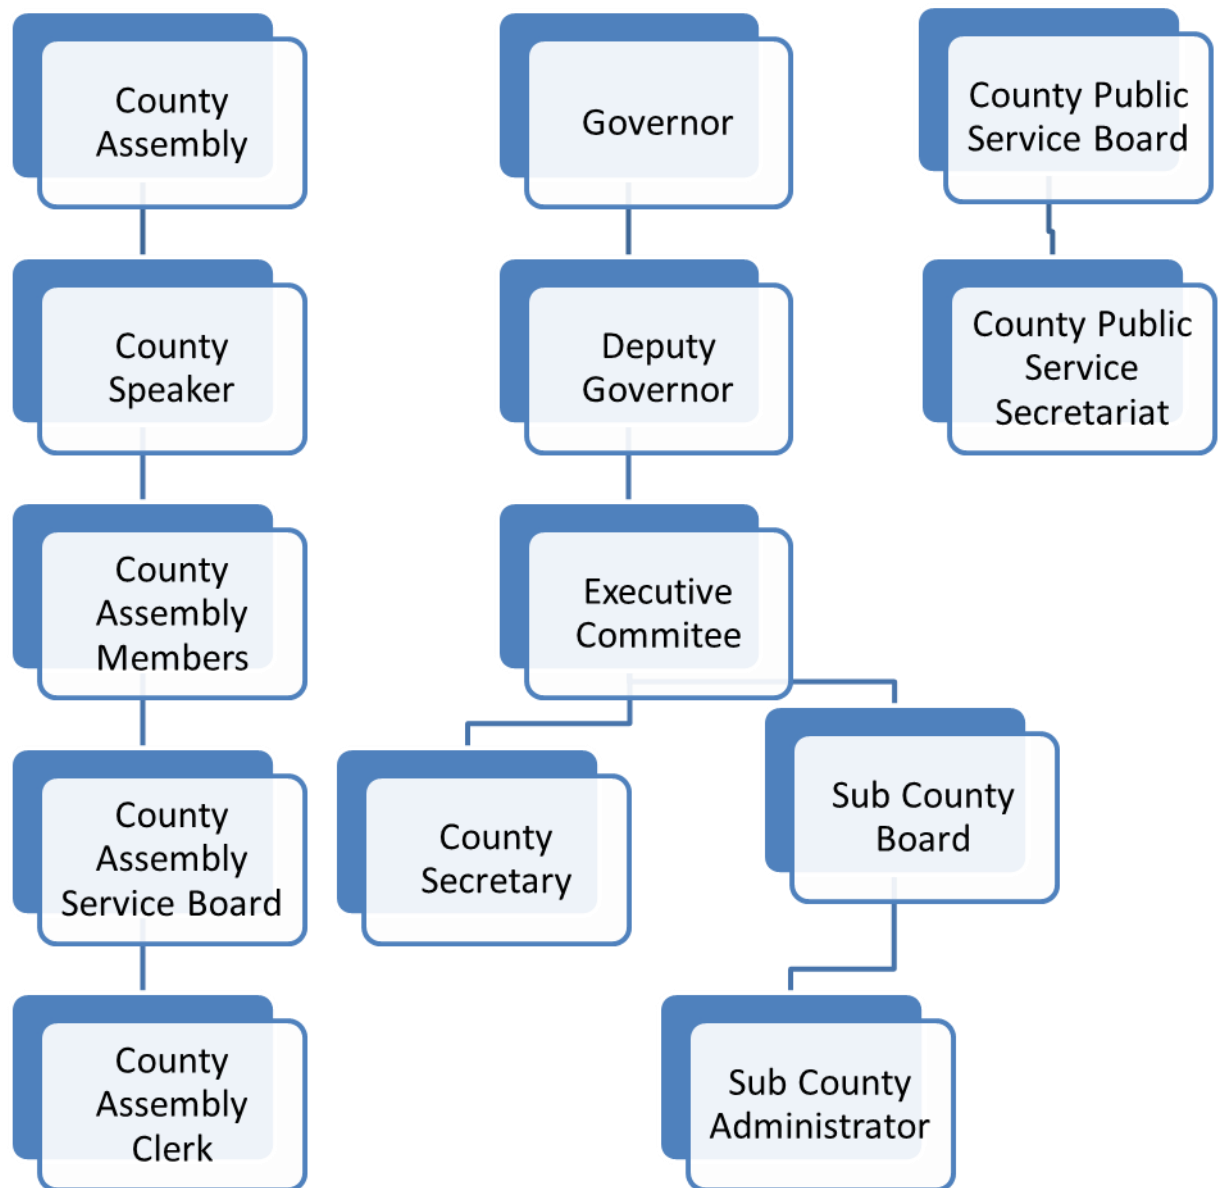 County
Assembly
Governor
County Public
Service Board
County
Speaker
Deputy
Governor
County Public
Service
Secretariat
County
Assembly
Members
Executive
Commitee
County
Assembly
Service Board
County
Secretary
Sub County
Board
County
Assembly
Clerk
Sub County
Administrator